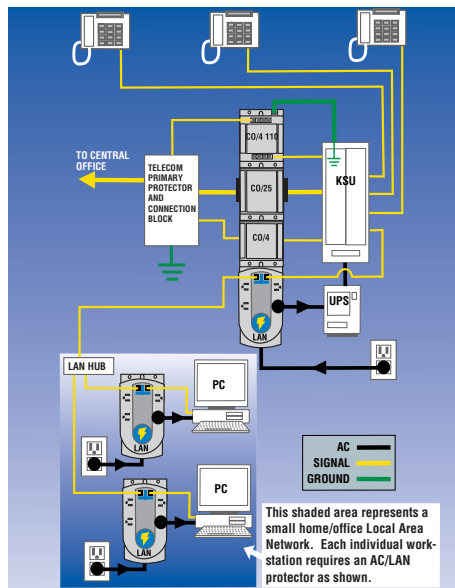 CO/4 110
TO CENTRAL
OFFICE
TELECOM
PRIMARY
PROTECTOR
AND
CONNECTION
BLOCK
CO/25
KSU
CO/4
UPS
LAN
LAN HUB
PC
LAN
PC
LAN
AC
SIGNAL
GROUND
This shaded area represents a
small home/office Local Area
Network. Each individual work-
station requires an AC/LAN
protector as shown.